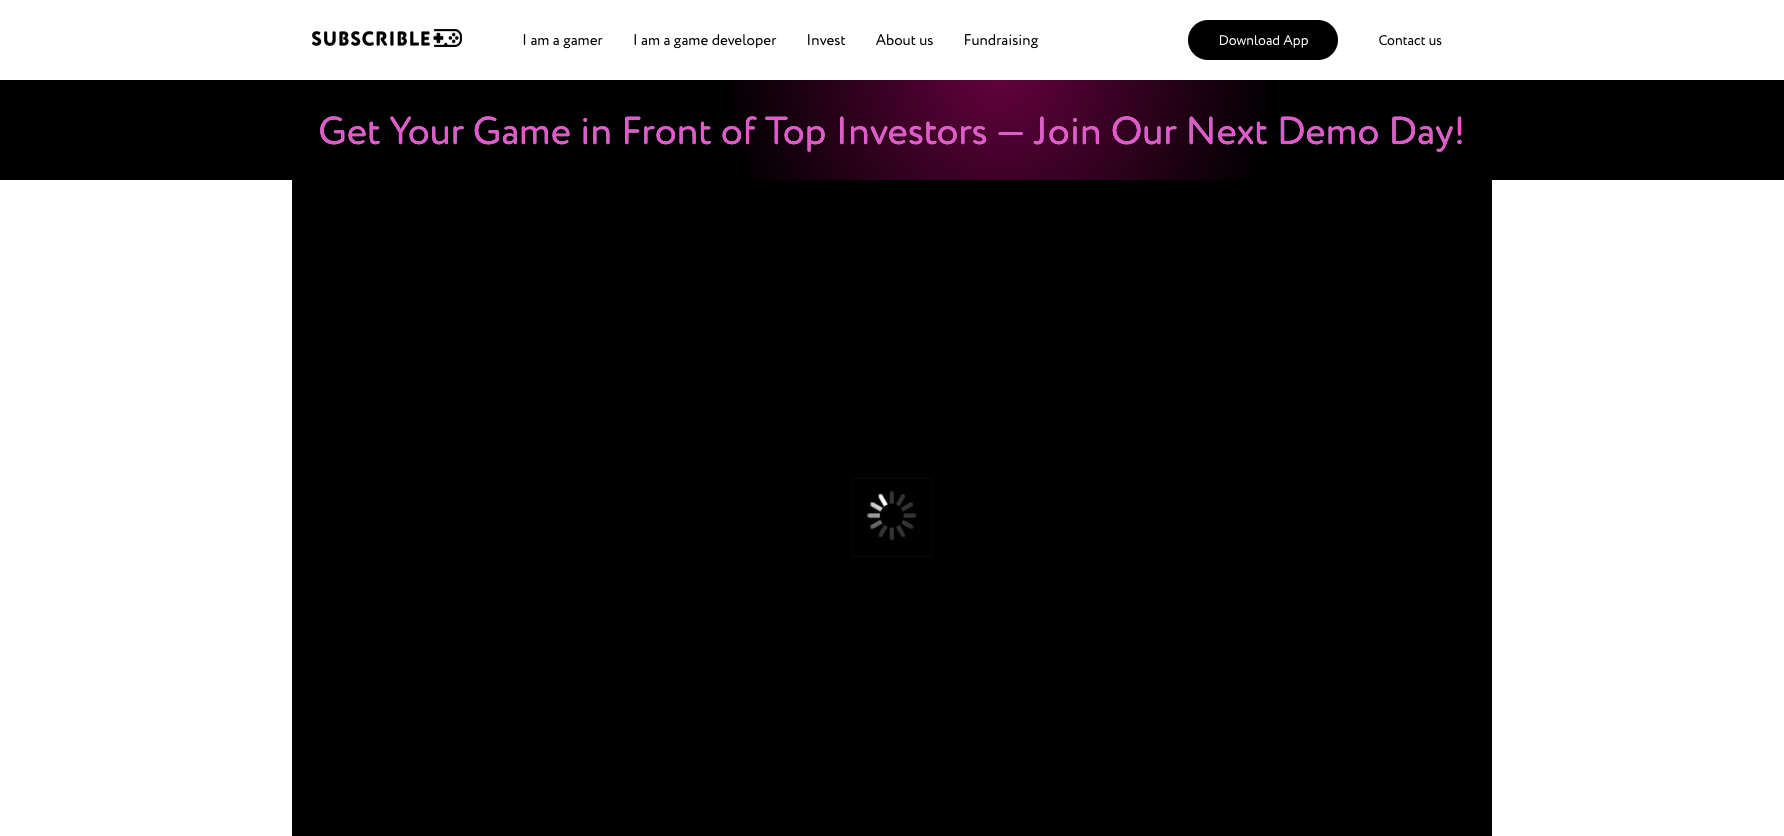 SUBSCRIBLE
I am a gamer
I am a game developer
Invest
About us
Fundraising
Download App
Contact us
Get Your Game in Front of Top Investors — Join Our Next Demo Day!